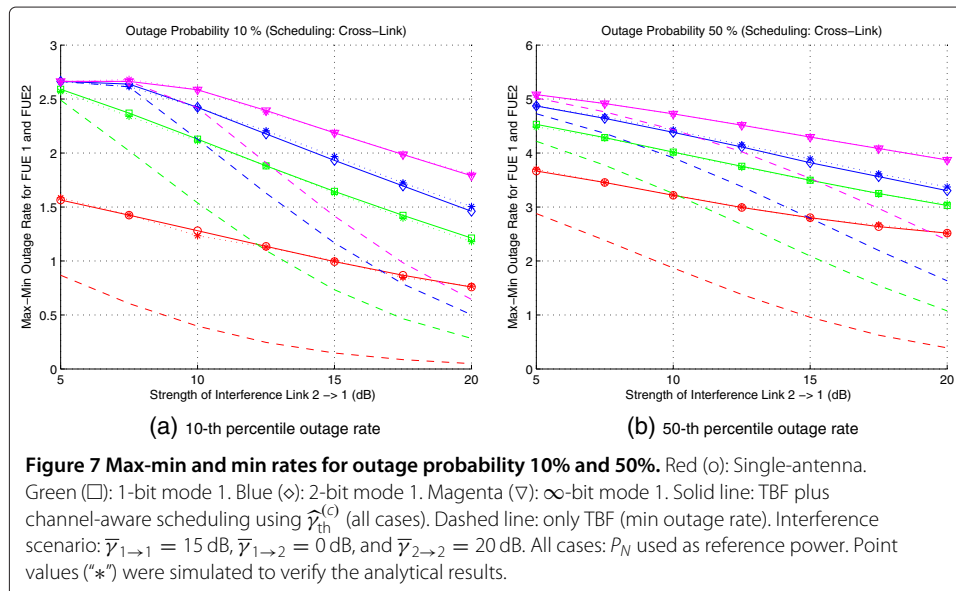 Outage Probability 10 % (Scheduling: Cross−Link)
Max−Min Outage Rate for FUE 1 and FUE2
3
2.5
2
1.5
1
0.5
0
5 10 15 20
Strength of Interference Link 2 −> 1 (dB)
(a) 10-th percentile outage rate
Outage Probability 50 % (Scheduling: Cross−Link)
Max−Min Outage Rate for FUE 1 and FUE2
6
5
4
3
2
1
0
5 10 15 20
Strength of Interference Link 2 −> 1 (dB)
(b) 50-th percentile outage rate
Figure 7 Max-min and min rates for outage probability 10% and 50%. Red (o): Single-antenna.
Green (□): 1-bit mode 1. Blue (⋄): 2-bit mode 1. Magenta (▽): ∞-bit mode 1. Solid line: TBF plus
channel-aware scheduling using γ̂_th^(c) (all cases). Dashed line: only TBF (min outage rate). Interference
scenario: γ̅_1→1 = 15 dB, γ̅_1→2 = 0 dB, and γ̅_2→2 = 20 dB. All cases: P_N used as reference power. Point
values ("*") were simulated to verify the analytical results.